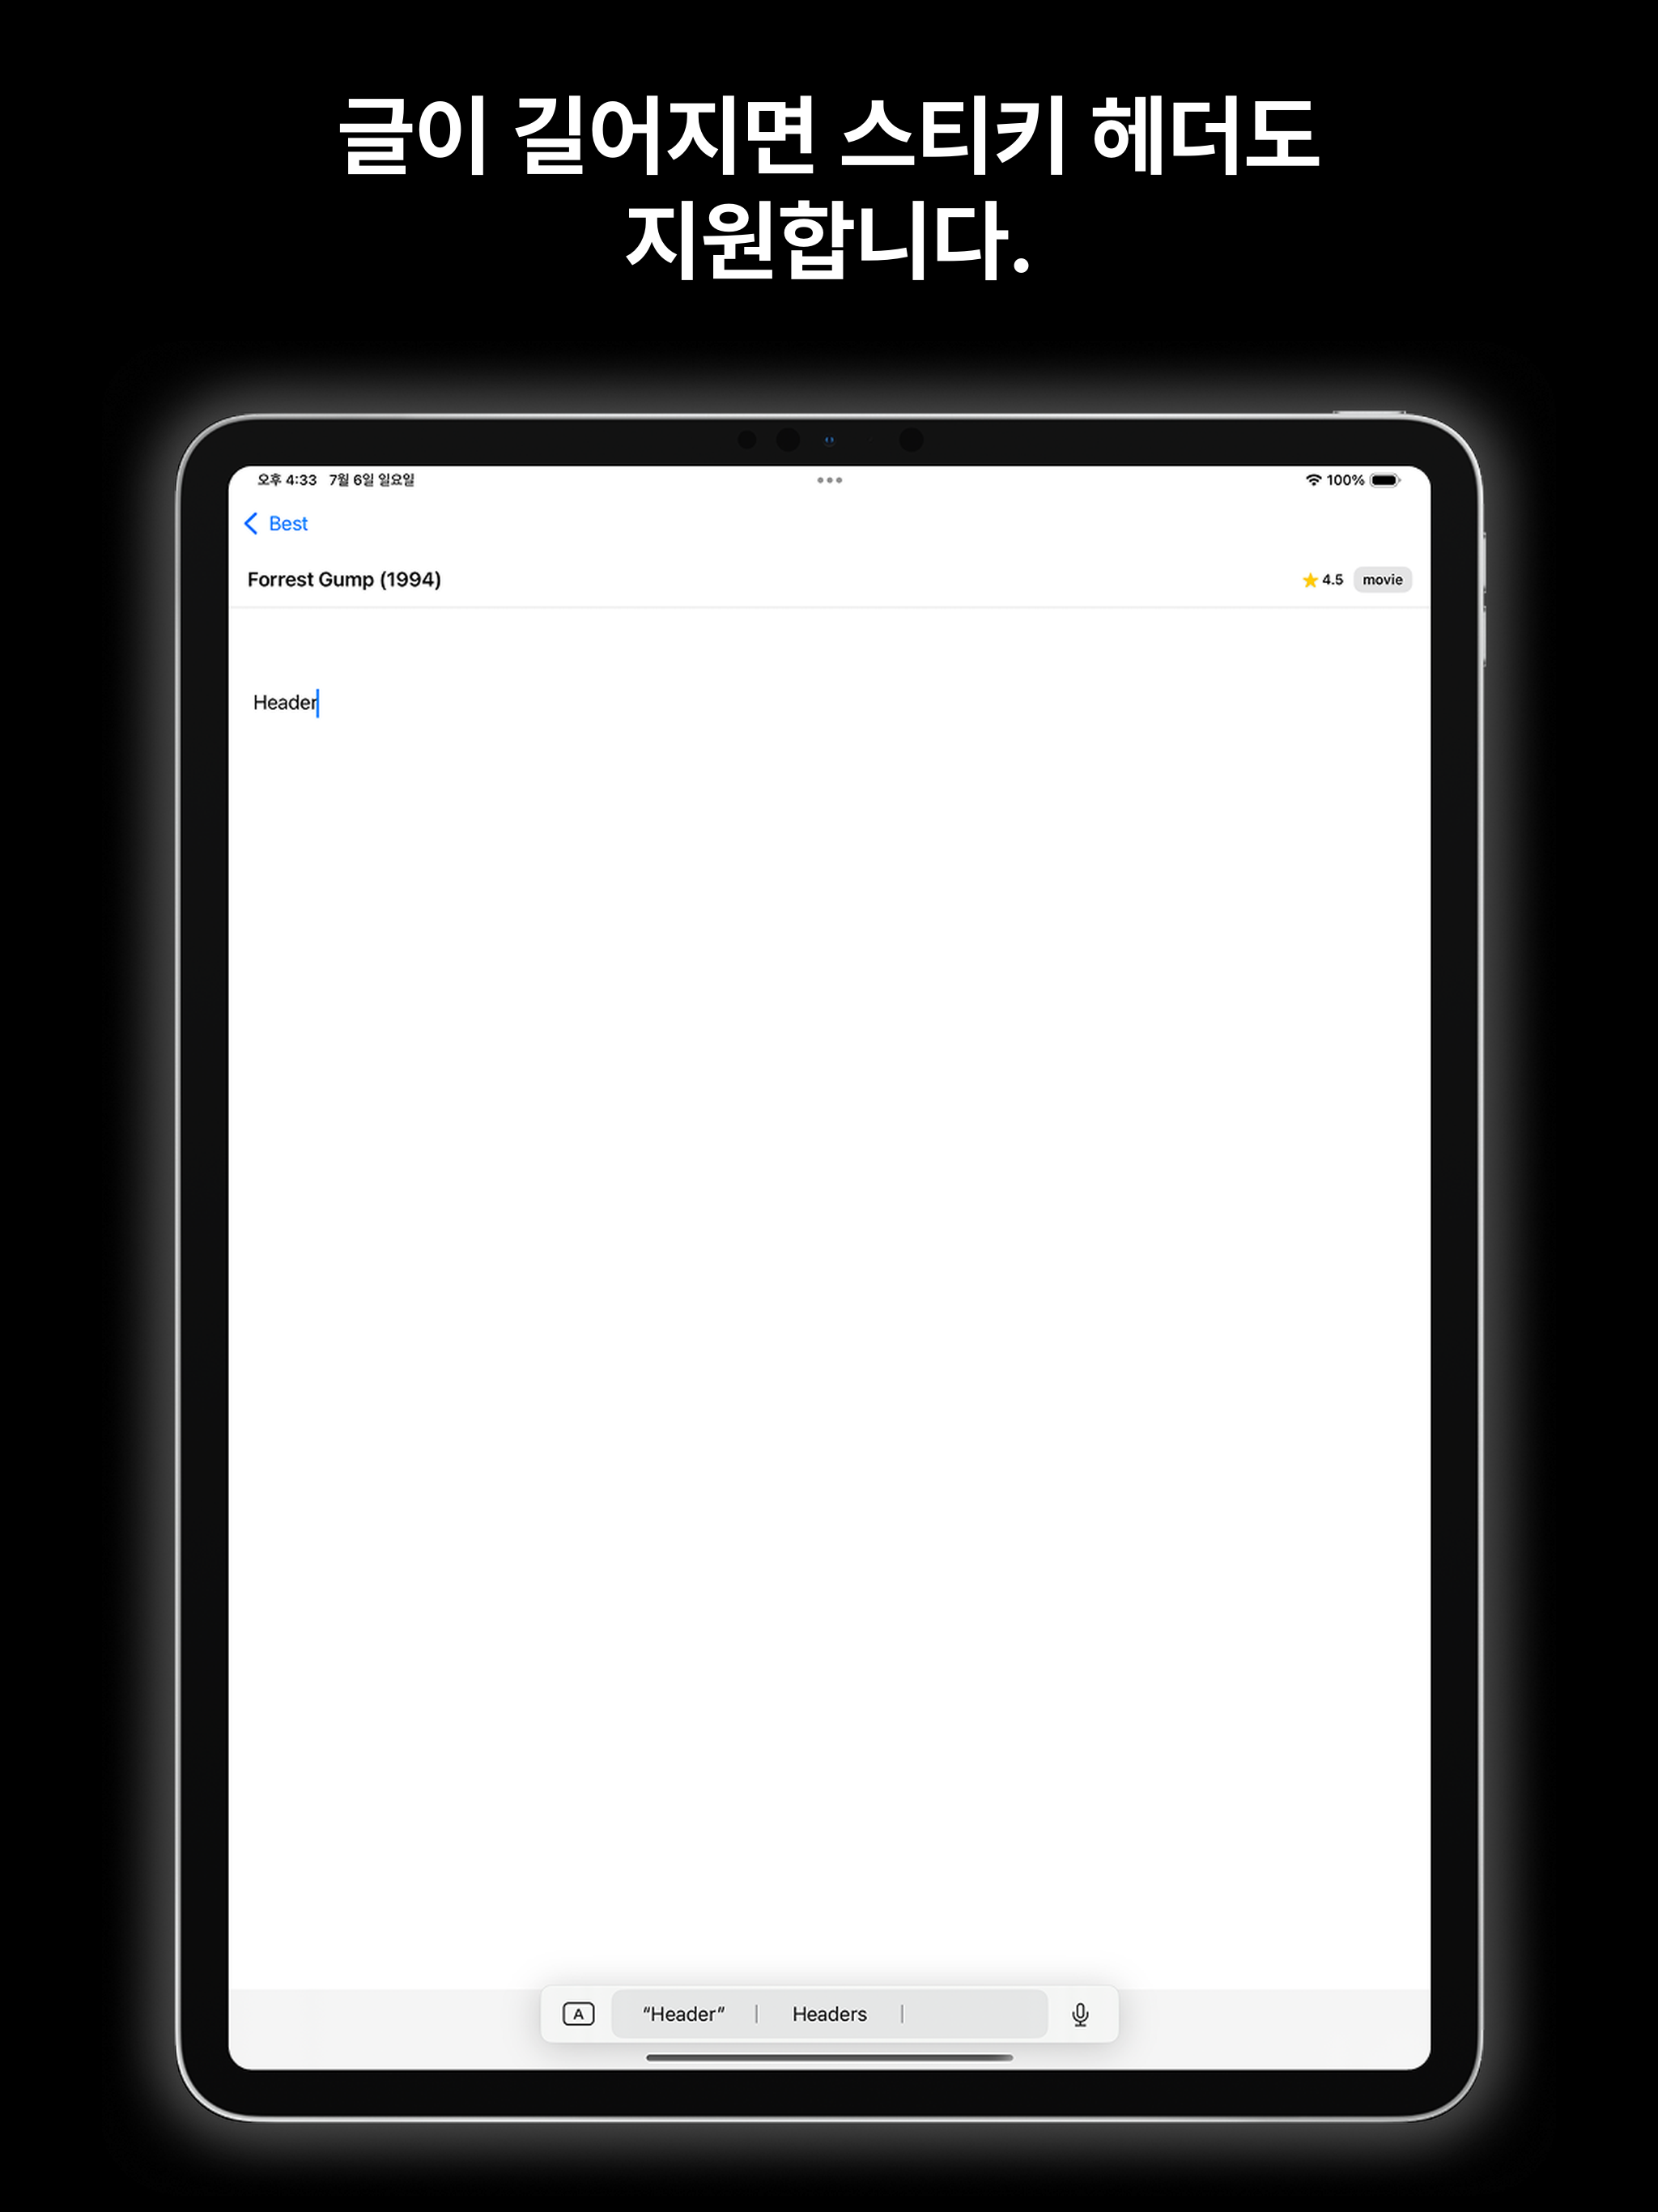 글이 길어지면 스티키 헤더도
지원합니다.
오후 4:33 7월 6일 일요일
100%
Best
Forrest Gump (1994)
4.5 movie
Header
A “Header” Headers